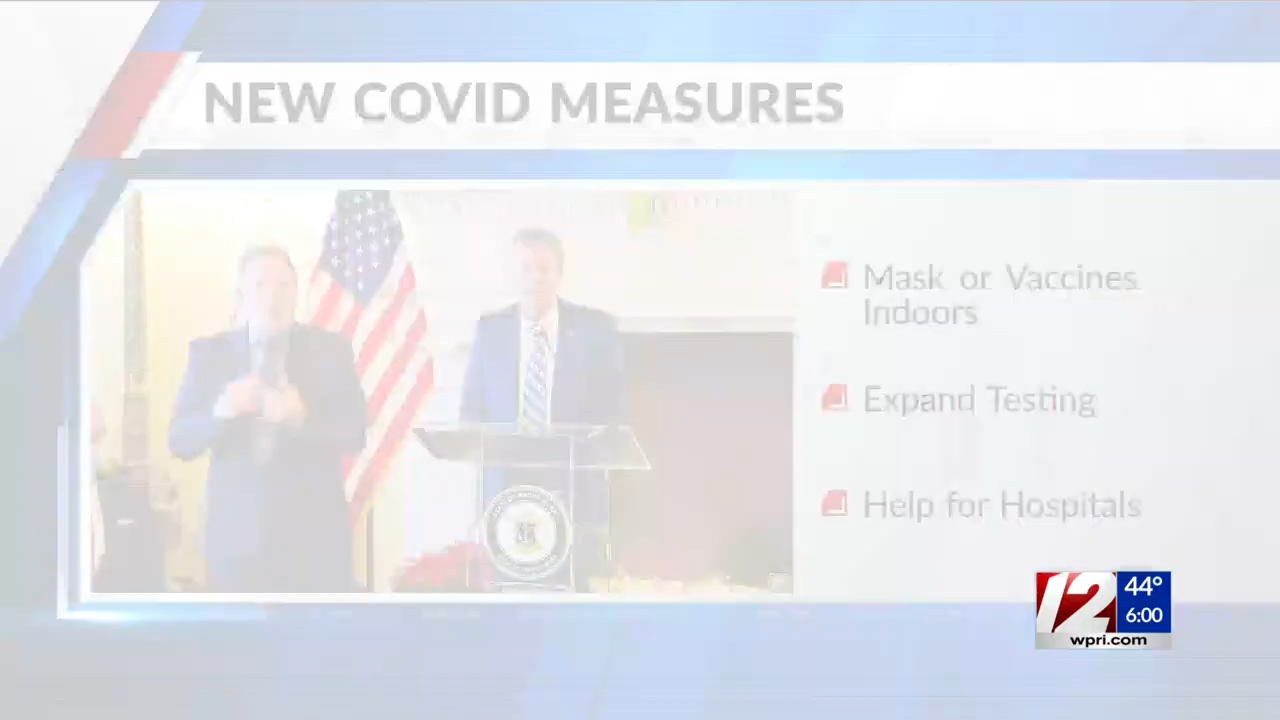 NEW COVID MEASURES
Mask or Vaccines
Indoors
Expand Testing
Help for Hospitals
12
44°
6:00
wpri.com